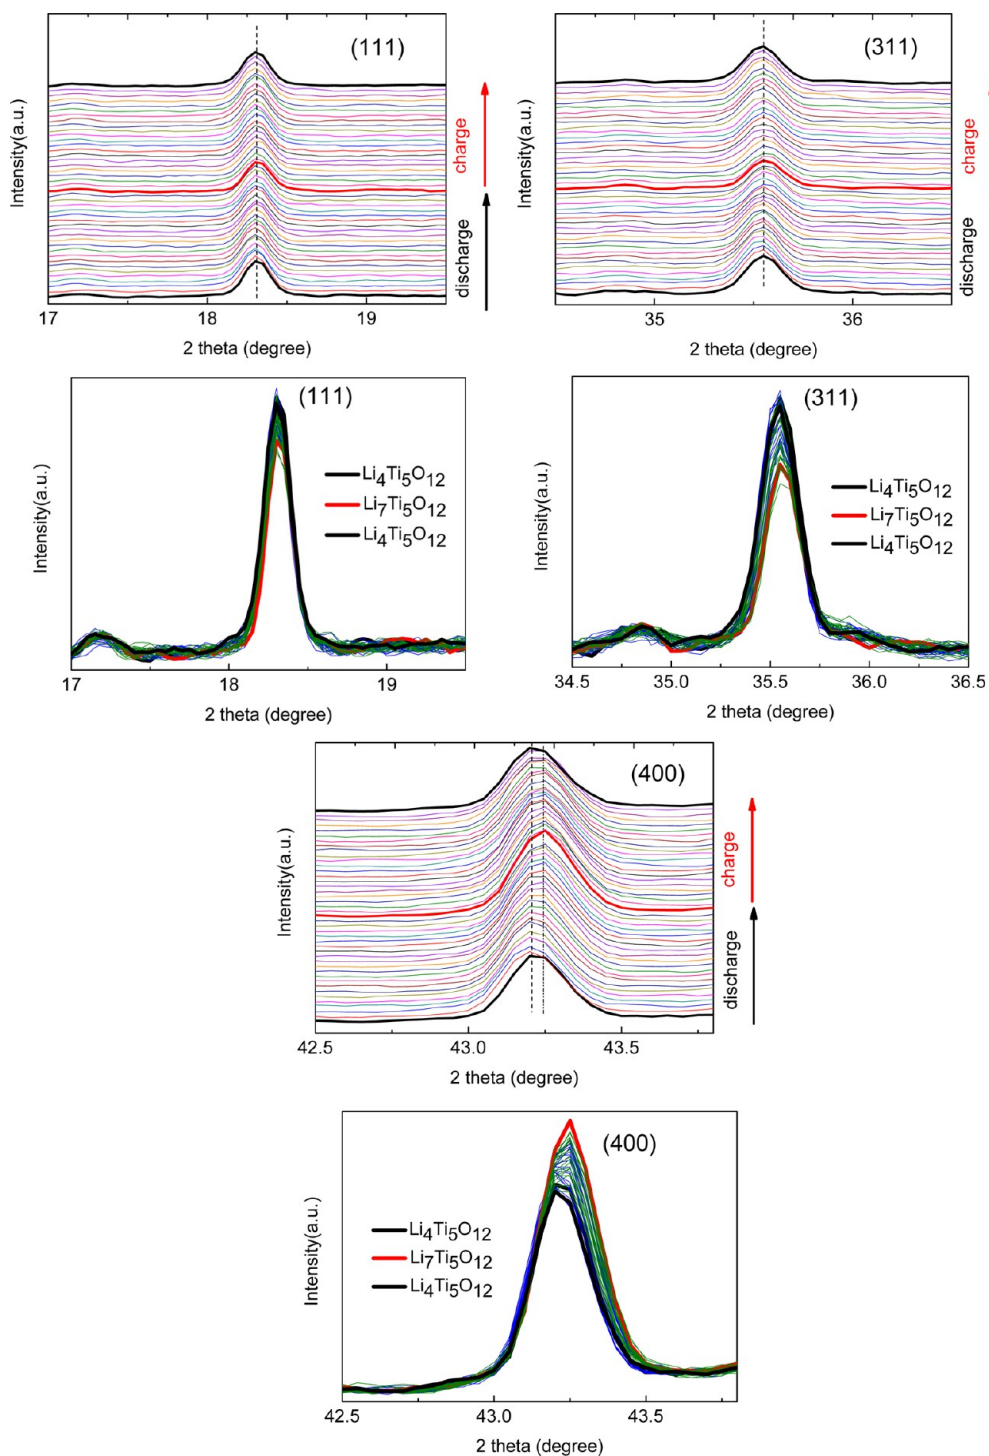 (111)
Intensity(a.u.)
charge
discharge
17 18 19
2 theta (degree)
(311)
Intensity(a.u.)
charge
discharge
35 36
2 theta (degree)
(111)
Intensity(a.u.)
Li4Ti5O12
Li7Ti5O12
Li4Ti5O12
17 18 19
2 theta (degree)
(311)
Intensity(a.u.)
Li4Ti5O12
Li7Ti5O12
Li4Ti5O12
34.5 35.0 35.5 36.0 36.5
2 theta (degree)
(400)
Intensity(a.u.)
charge
discharge
42.5 43.0 43.5
2 theta (degree)
(400)
Intensity(a.u.)
Li4Ti5O12
Li7Ti5O12
Li4Ti5O12
42.5 43.0 43.5
2 theta (degree)